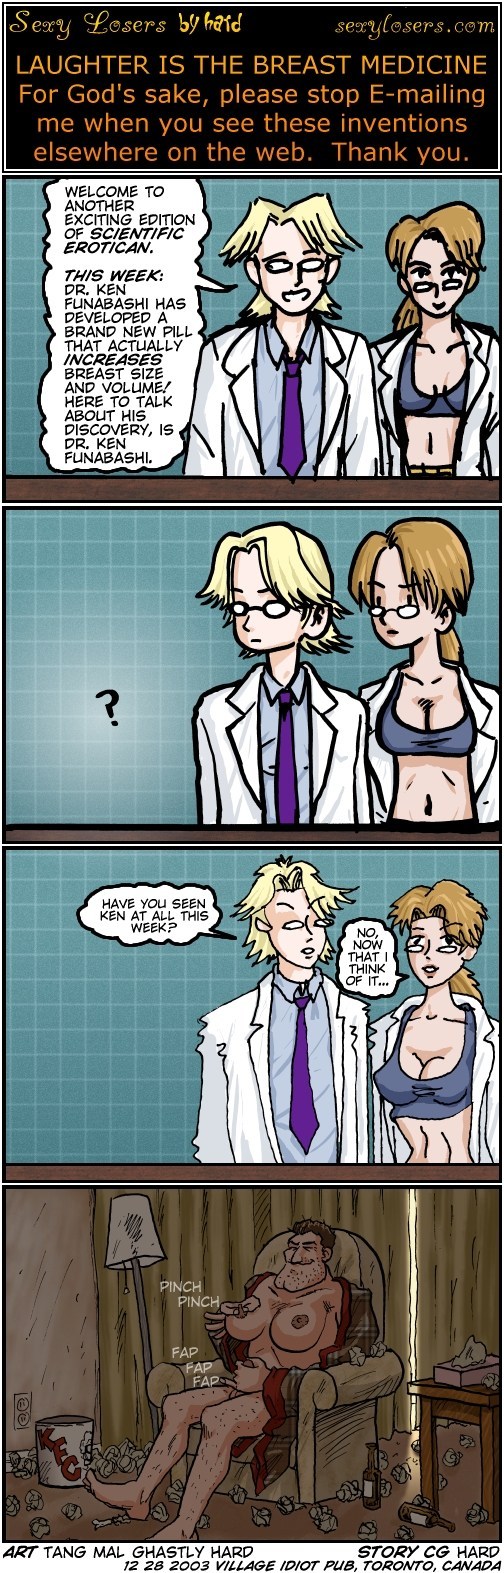 Sexy Losers by hard
sexylosers.com
LAUGHTER IS THE BREAST MEDICINE
For God's sake, please stop E-mailing
me when you see these inventions
elsewhere on the web. Thank you.
WELCOME TO
ANOTHER
EXCITING EDITION
OF SCIENTIFIC
EROTICAN.
THIS WEEK:
DR. KEN
FUNABASHI HAS
DEVELOPED A
BRAND NEW PILL
THAT ACTUALLY
INCREASES
BREAST SIZE
AND VOLUME!
HERE TO TALK
ABOUT HIS
DISCOVERY, IS
DR. KEN
FUNABASHI.
?
HAVE YOU SEEN
KEN AT ALL THIS
WEEK?
NO,
NOW
THAT I
THINK
OF IT...
PINCH
PINCH
FAP
FAP
FAP
KEG
ART TANG MAL GHASTLY HARD
STORY CG HARD
12 28 2003 VILLAGE IDIOT PUB, TORONTO, CANADA